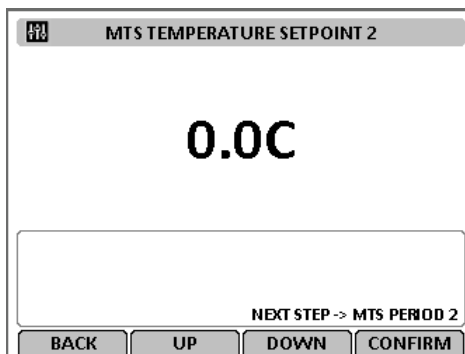 MTS TEMPERATURE SETPOINT 2
0.0C
NEXT STEP -> MTS PERIOD 2
BACK UP DOWN CONFIRM